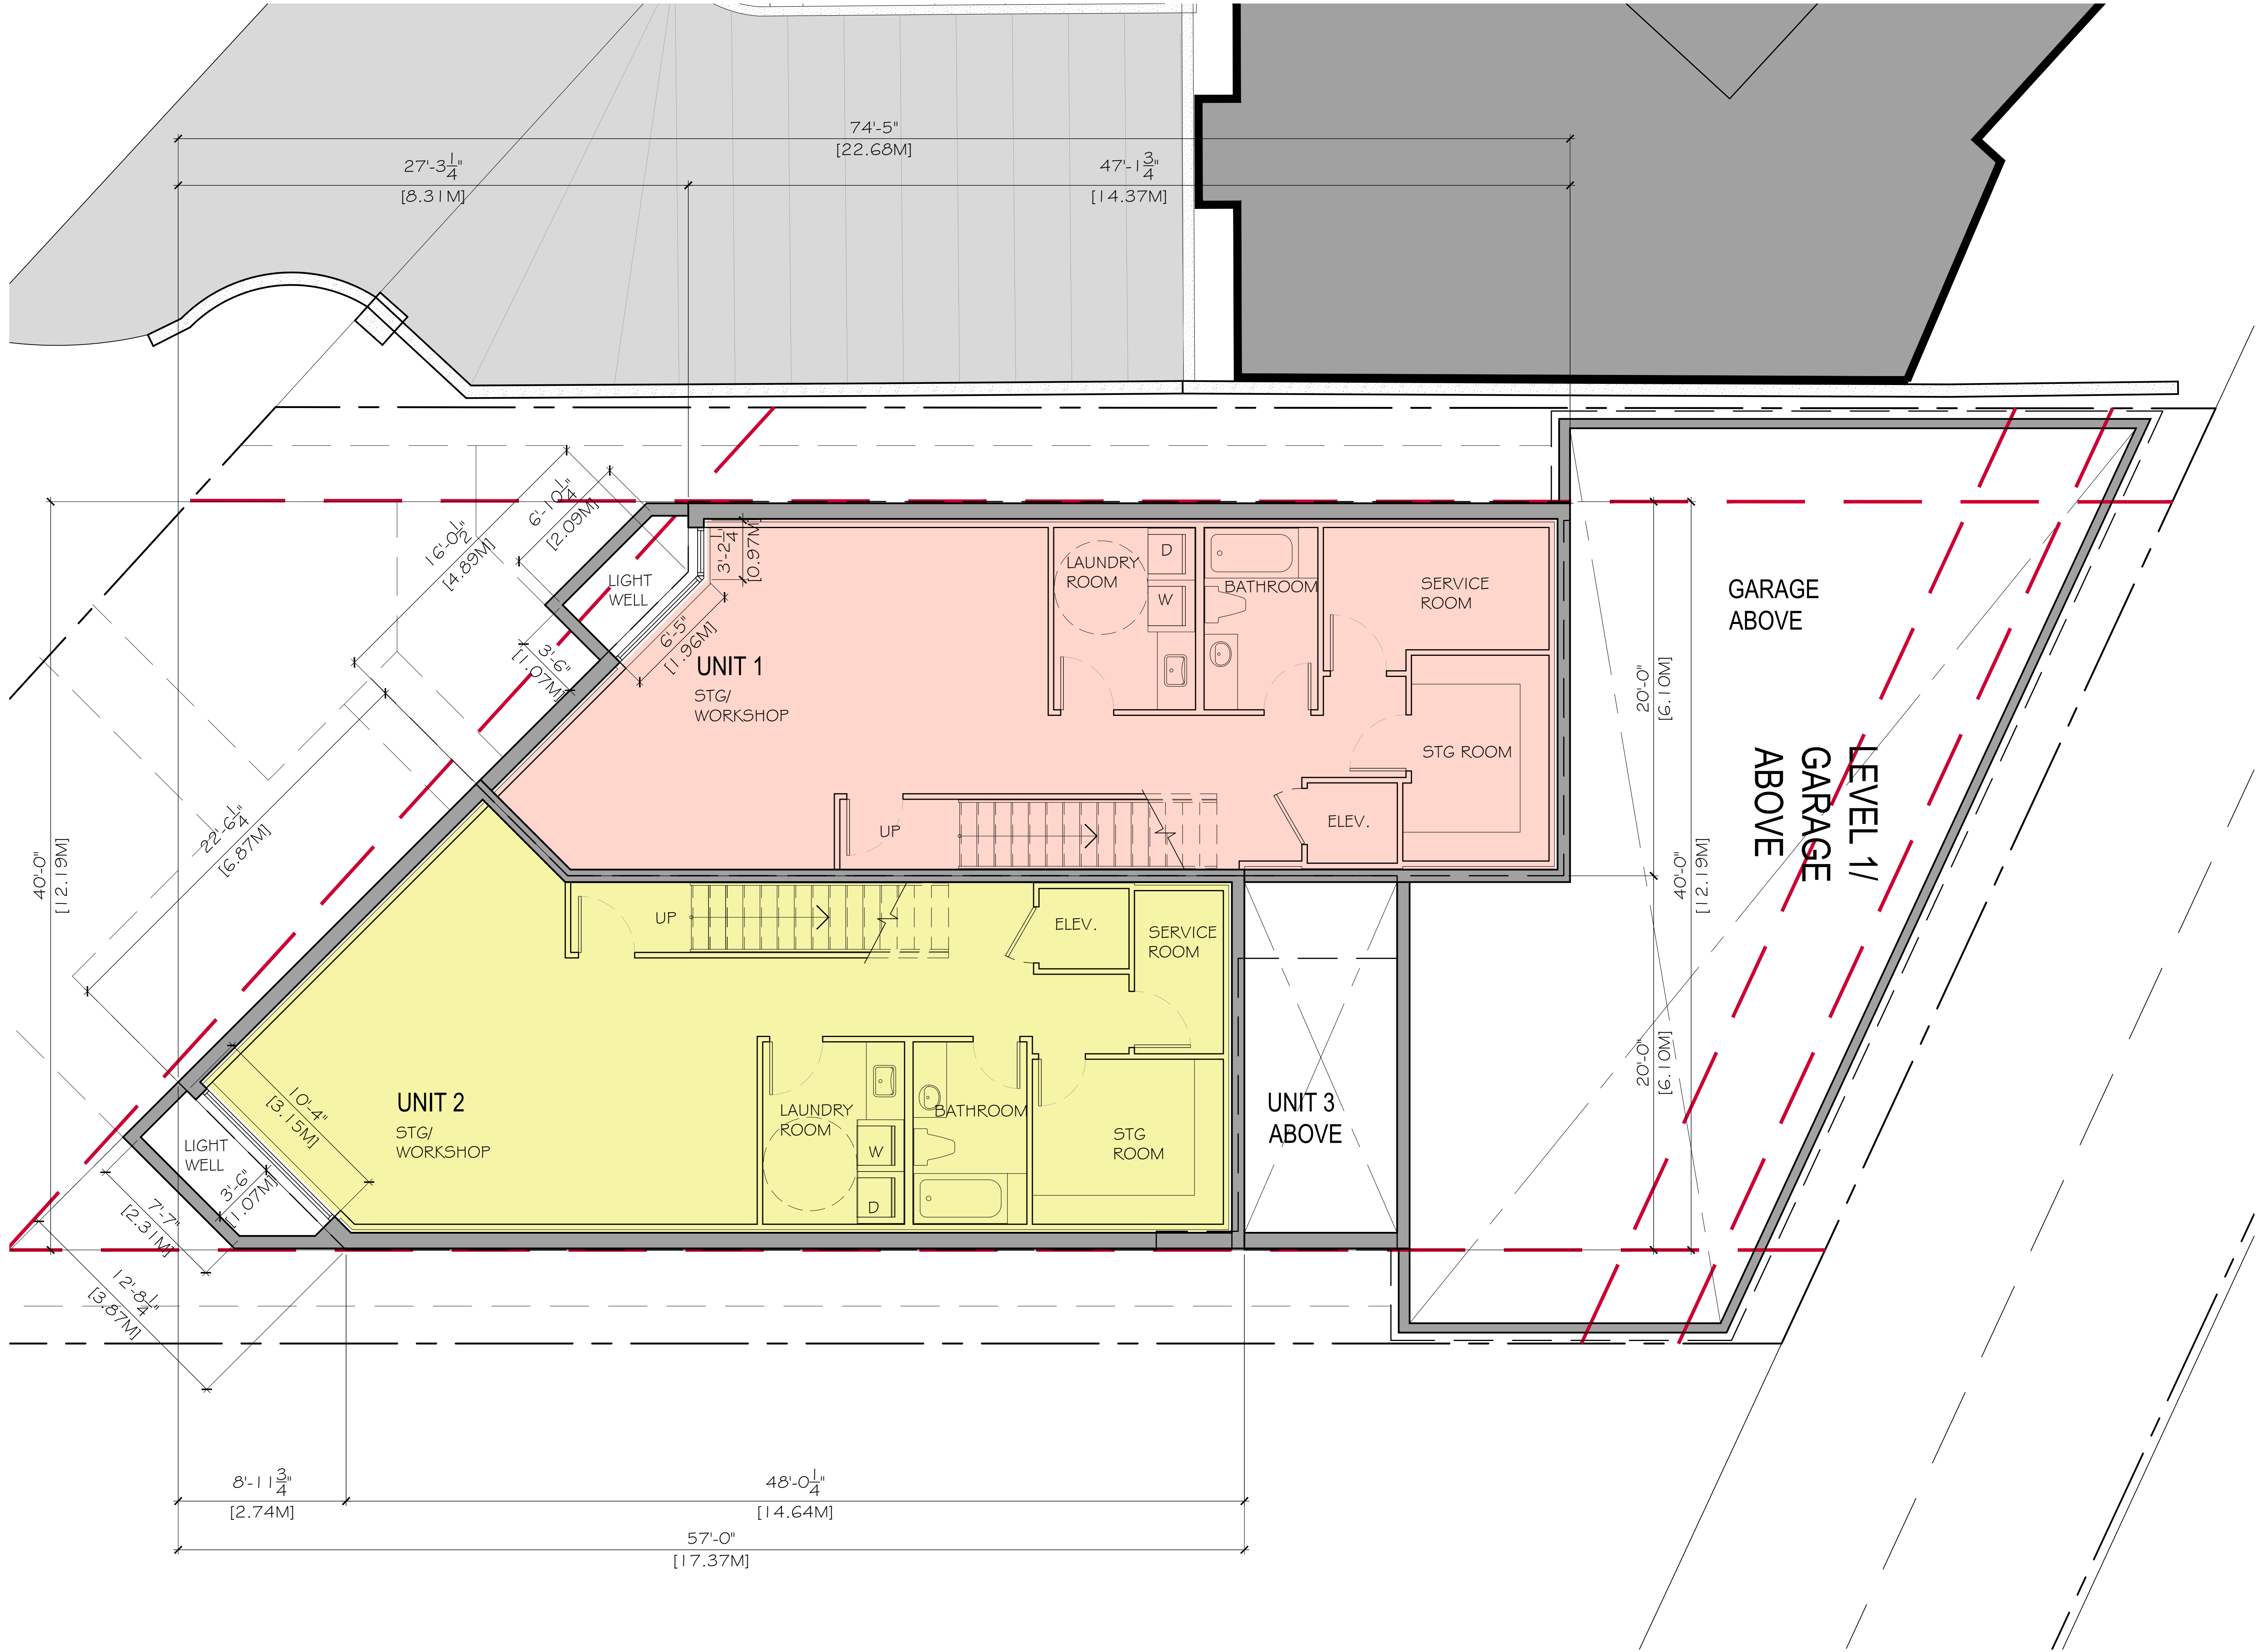 74'-5"
[22.68M]
27'-3 1/4"
[8.31M]
47'-1 3/4"
[14.37M]
16'-0 1/2"
[4.89M]
6'-10 1/4"
[2.09M]
3'-2 1/4"
[0.97M]
LIGHT
WELL
6'-5"
[1.96M]
3'-6"
[1.07M]
UNIT 1
STG/
WORKSHOP
LAUNDRY
ROOM
D
W
BATHROOM
SERVICE
ROOM
STG ROOM
ELEV.
UP
GARAGE
ABOVE
LEVEL 1/
GARAGE
ABOVE
20'-0"
[6.10M]
40'-0"
[12.19M]
20'-0"
[6.10M]
22'-6 1/4"
[6.87M]
40'-0"
[12.19M]
UP
ELEV.
SERVICE
ROOM
UNIT 2
STG/
WORKSHOP
LAUNDRY
ROOM
W
D
BATHROOM
STG
ROOM
UNIT 3
ABOVE
10'-4"
[3.15M]
LIGHT
WELL
3'-6"
[1.07M]
7'-7"
[2.31M]
12'-8 1/4"
[3.87M]
8'-11 3/4"
[2.74M]
48'-0 1/4"
[14.64M]
57'-0"
[17.37M]